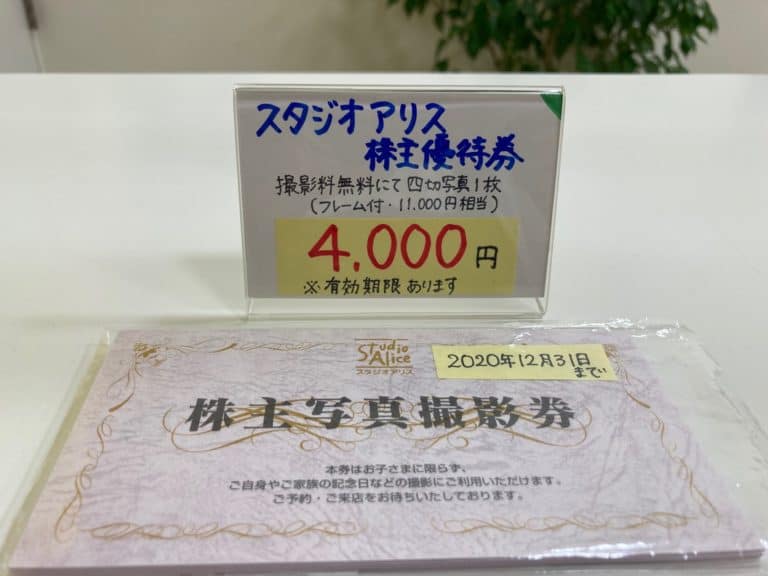 スタジオアリス
株主優待券
撮影料無料にて四切写真1枚
(フレーム付・11.000円相当)
4.000円
※有効期限あります
Studio
Alice
スタジオアリス
2020年12月31日
まで
株主写真撮影券
本券はお子さまに限らず、
ご自身やご家族の記念日などの撮影にご利用いただけます。
ご予約・ご来店をお待ちいたしております。